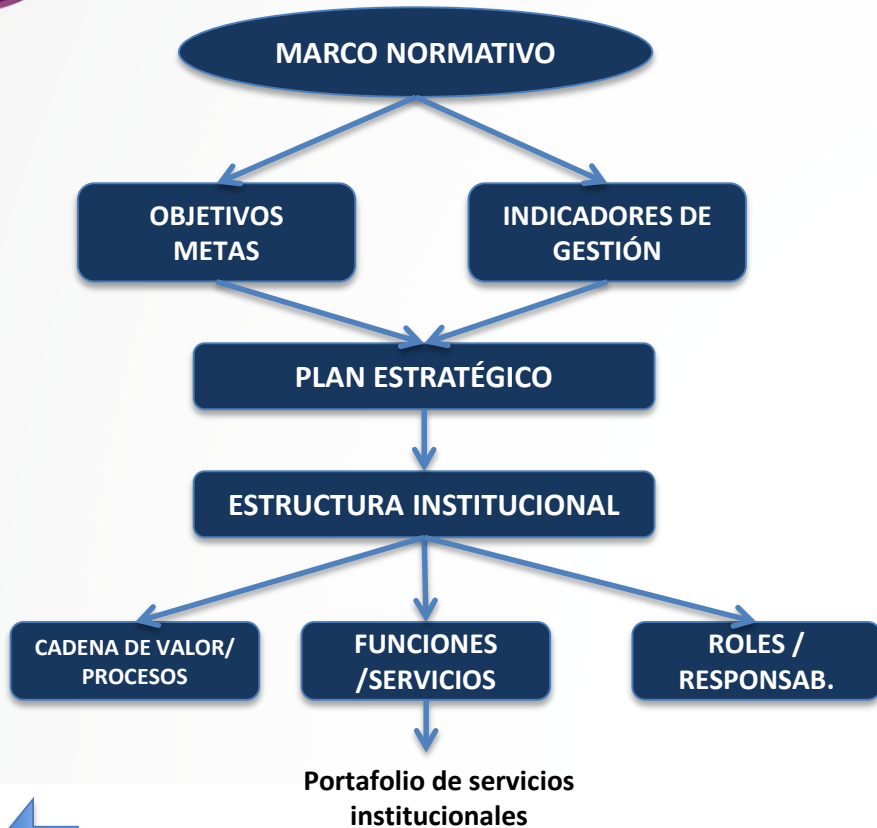 MARCO NORMATIVO
OBJETIVOS
METAS
INDICADORES DE
GESTIÓN
PLAN ESTRATÉGICO
ESTRUCTURA INSTITUCIONAL
CADENA DE VALOR/
PROCESOS
FUNCIONES
/SERVICIOS
ROLES /
RESPONSAB.
Portafolio de servicios
institucionales